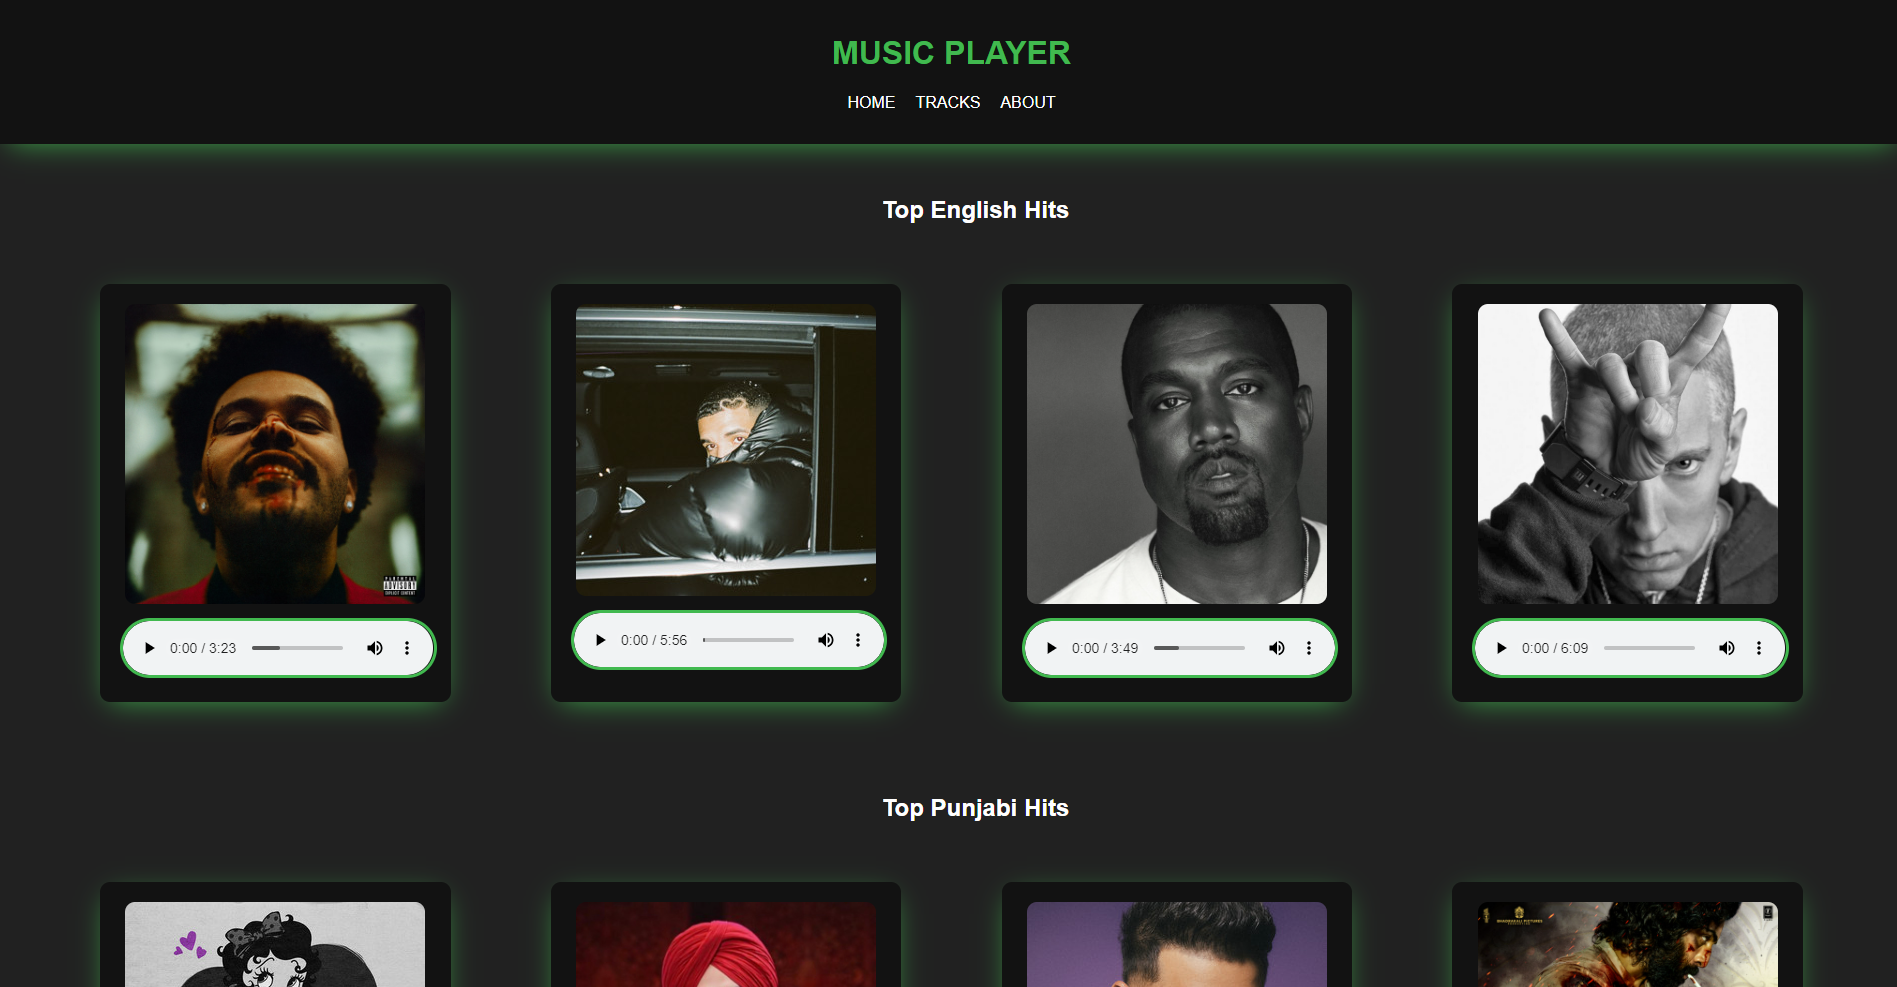 MUSIC PLAYER
HOME TRACKS ABOUT
Top English Hits
PARENTAL
ADVISORY
EXPLICIT CONTENT
0:00 / 3:23
0:00 / 5:56
0:00 / 3:49
0:00 / 6:09
Top Punjabi Hits